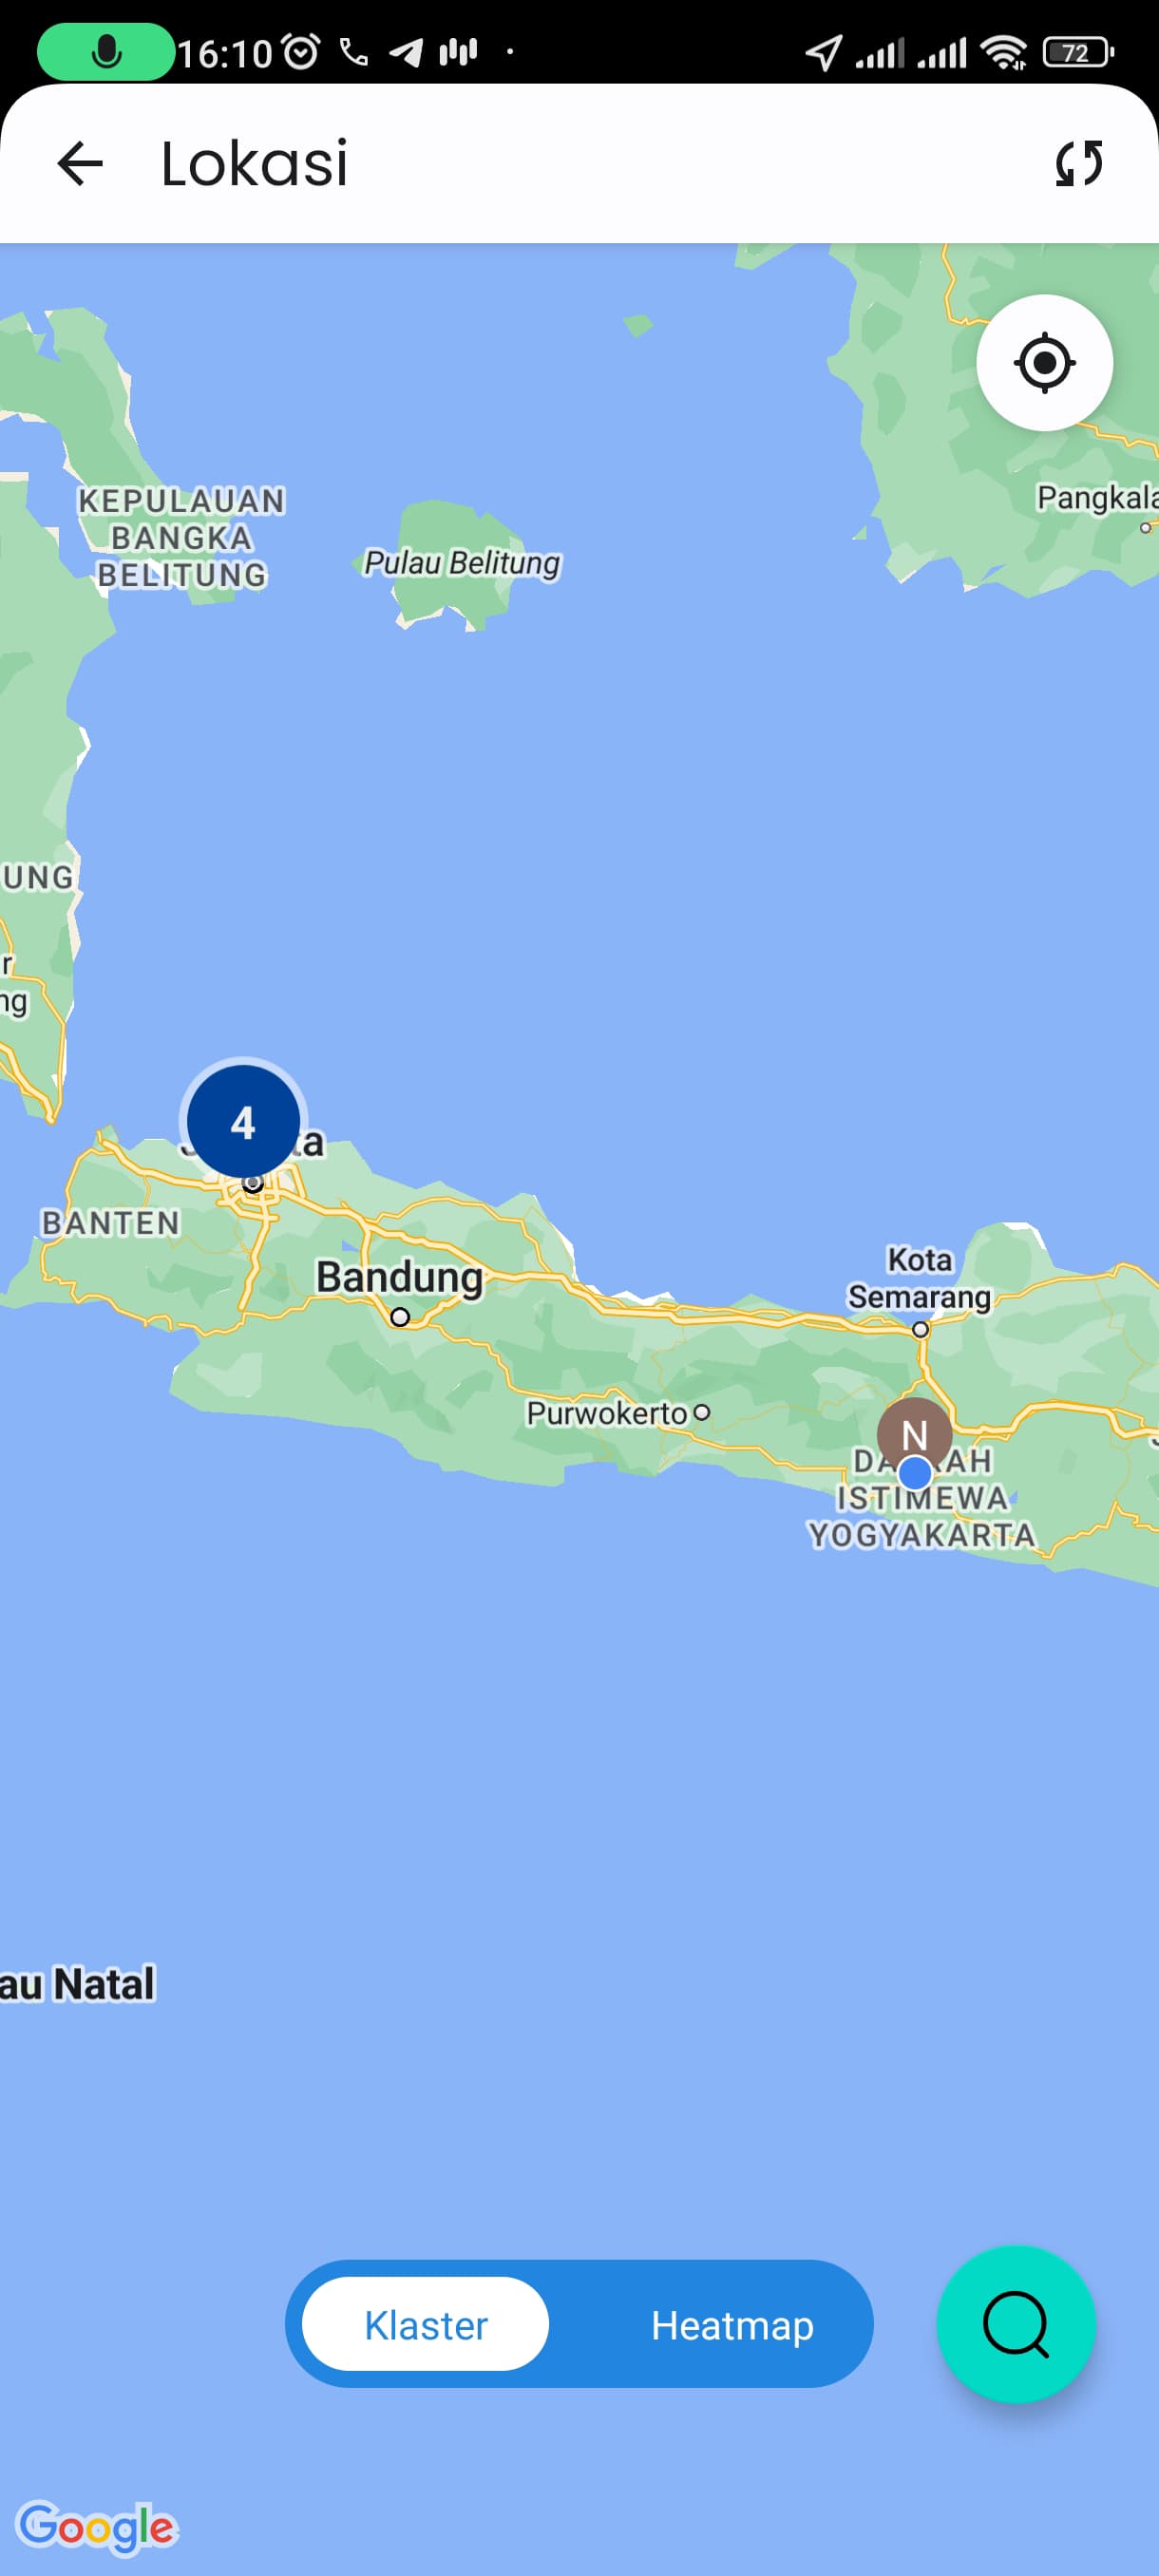 16:10
72
Lokasi
Pangkala
KEPULAUAN
BANGKA
BELITUNG
Pulau Belitung
UNG
r
ng
4
ta
BANTEN
Bandung
Kota
Semarang
Purwokerto
N
ISTIMEWA
YOGYAKARTA
au Natal
Klaster
Heatmap
Google